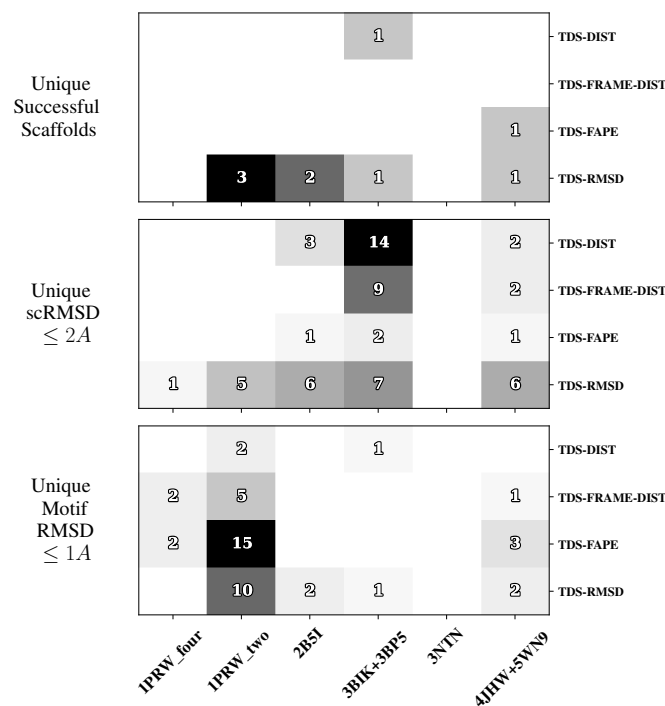 1
TDS-DIST
Unique
Successful
Scaffolds
TDS-FRAME-DIST
1
TDS-FAPE
3 2 1 1
TDS-RMSD
3 14 2
TDS-DIST
Unique
scRMSD
≤ 2A
9 2
TDS-FRAME-DIST
1 2 1
TDS-FAPE
1 5 6 7 6
TDS-RMSD
2 1
TDS-DIST
Unique
Motif
RMSD
≤ 1A
2 5 1
TDS-FRAME-DIST
2 15 3
TDS-FAPE
10 2 1 2
TDS-RMSD
1PRW_four
1PRW_two
2B5I
3BIK+3BP5
3NTN
4JHW+5WN9